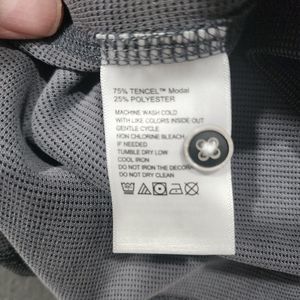 75% TENCEL™ Modal
25% POLYESTER
MACHINE WASH COLD
WITH LIKE COLORS INSIDE OUT
GENTLE CYCLE
NON CHLORINE BLEACH
IF NEEDED
TUMBLE DRY LOW
COOL IRON
DO NOT IRON THE DECORA
DO NOT DRY CLEAN